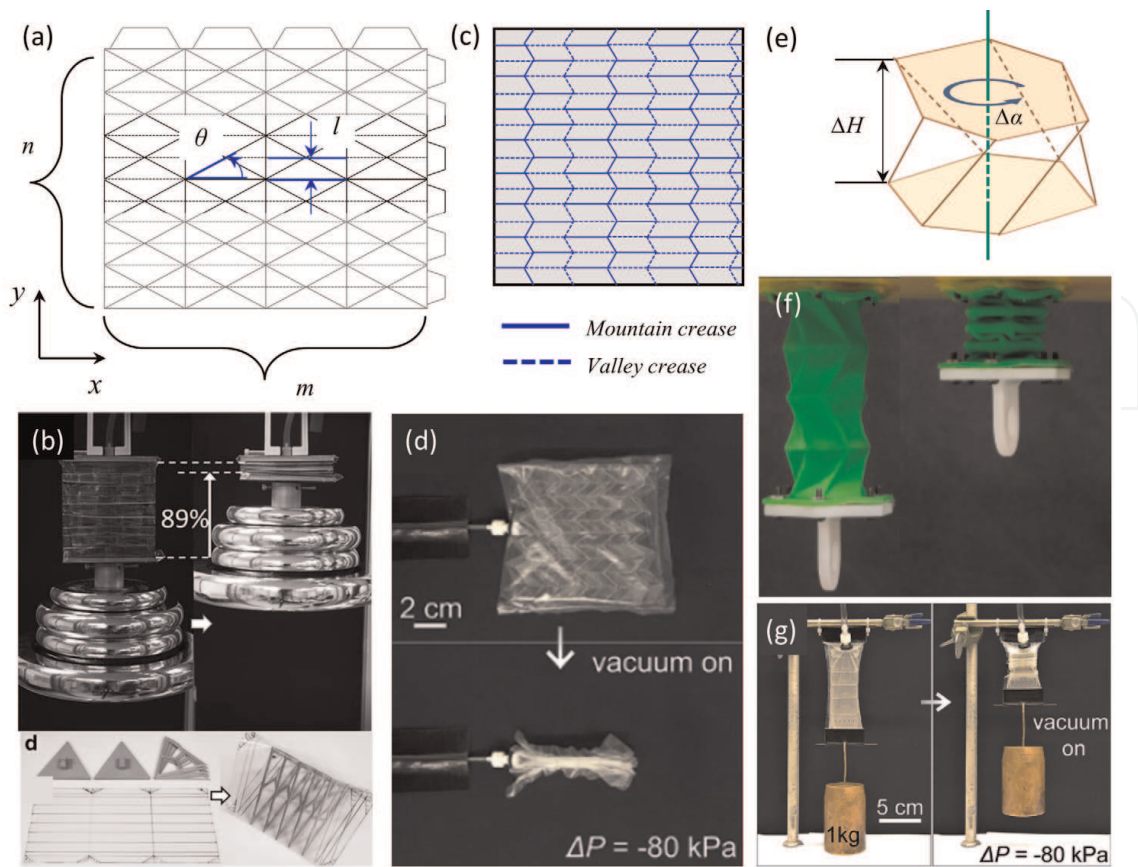 (a)
n
θ
l
y
x
m
(c)
Mountain crease
Valley crease
(e)
ΔH
Δα
(b)
89%
d
(d)
2 cm
vacuum on
ΔP = -80 kPa
(f)
(g)
1kg
5 cm
vacuum
on
ΔP = -80 kPa